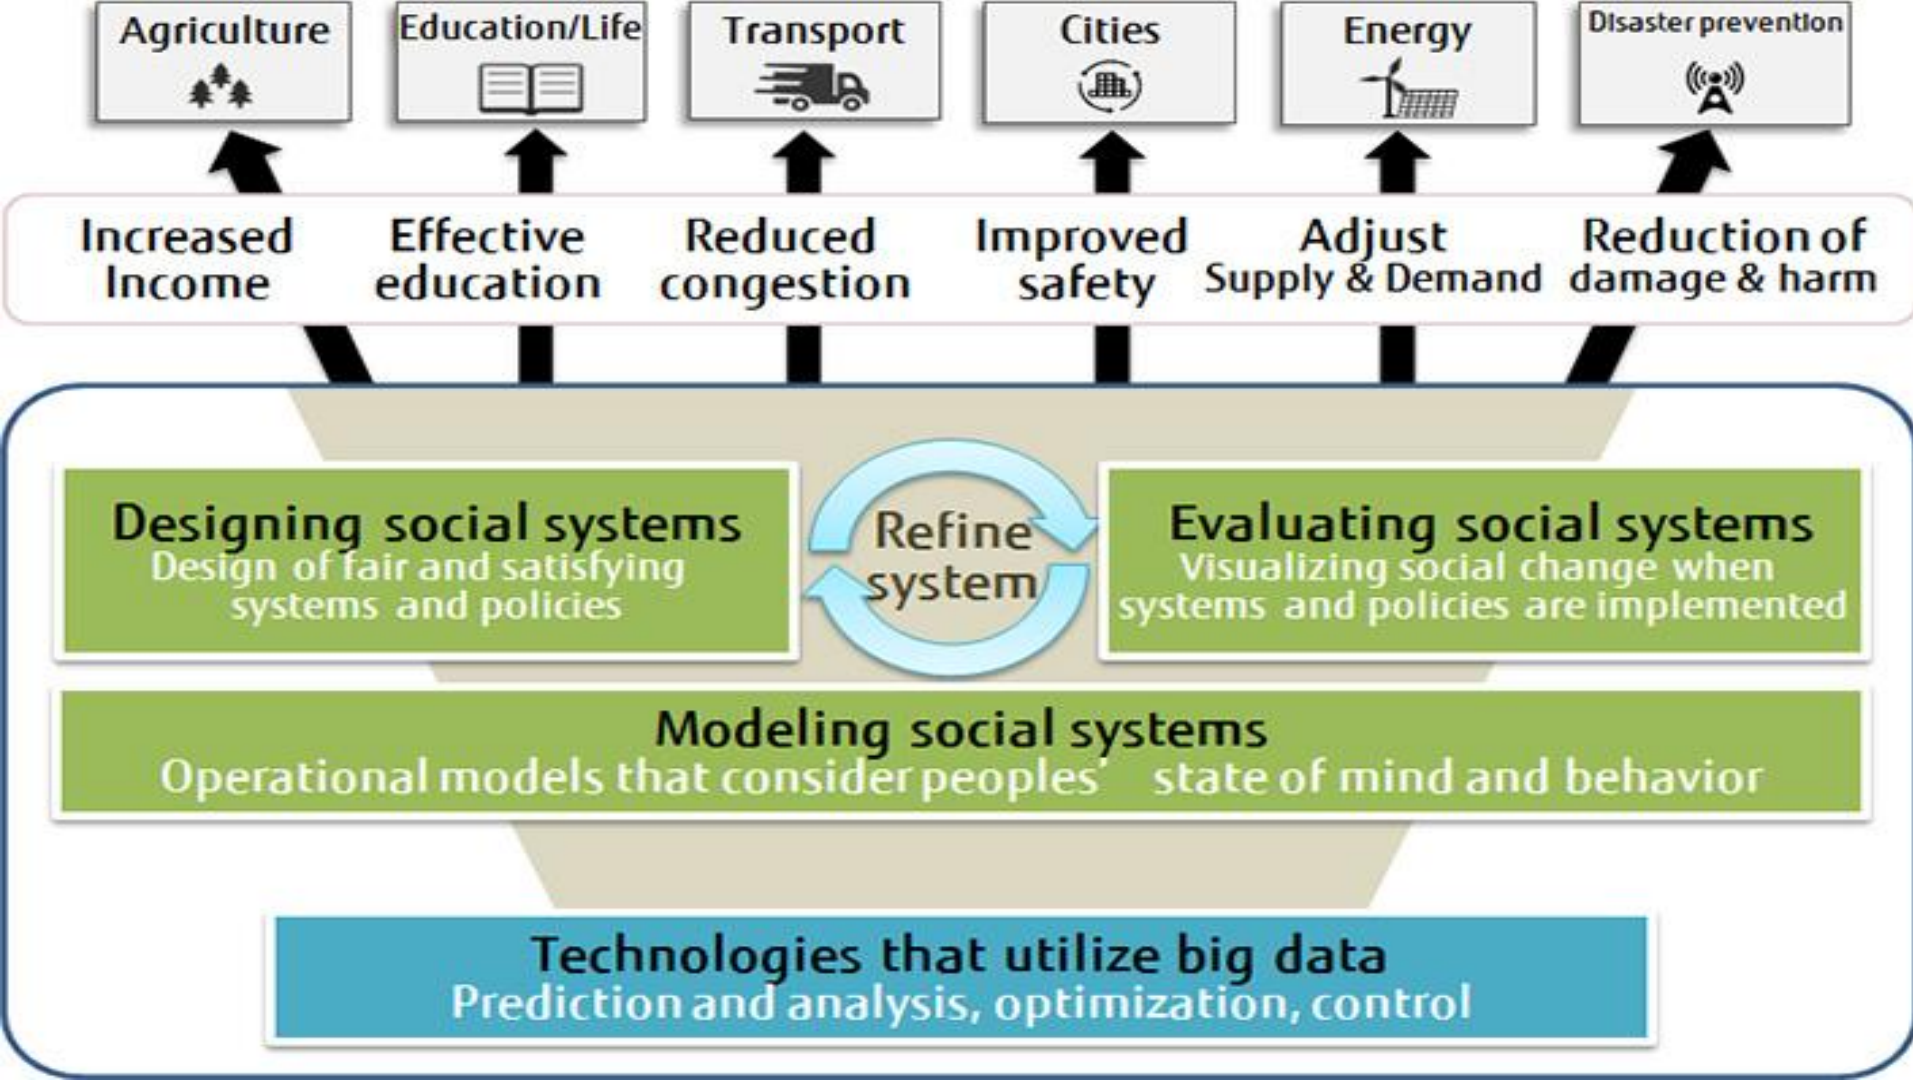 Agriculture
Education/Life
Transport
Cities
Energy
Disaster prevention
Increased
Income
Effective
education
Reduced
congestion
Improved
safety
Adjust
Supply & Demand
Reduction of
damage & harm
Designing social systems
Design of fair and satisfying
systems and policies
Refine
system
Evaluating social systems
Visualizing social change when
systems and policies are implemented
Modeling social systems
Operational models that consider peoples' state of mind and behavior
Technologies that utilize big data
Prediction and analysis, optimization, control